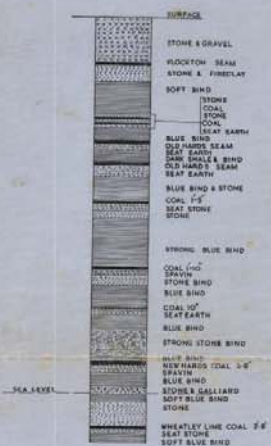 SURFACE
STONE & GRAVEL
FLOCKTON SEAM
STONE & FIRECLAY
SOFT BIND
STONE
COAL
STONE
COAL
SEAT EARTH
BLUE BIND
OLD HARDS SEAM
SEAT EARTH
DARK SHALE & BIND
OLD HARDS SEAM
SEAT EARTH
BLUE BIND & STONE
COAL
SEAT STONE
STONE
STRONG BLUE BIND
COAL
SPAVIN
STONE BIND
BLUE BIND
COAL 10"
SEAT EARTH
BLUE BIND
STRONG STONE BIND
BLUE BIND
NEW HARDS COAL
SPAVIN
BLUE BIND
SEA LEVEL STONE & GALLIARD
SOFT BLUE BIND
STONE
WHEATLEY LIME COAL
SEAT STONE
SOFT BLUE BIND